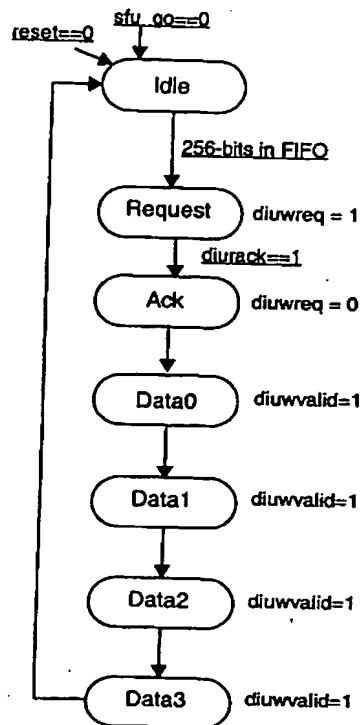 sfu_go==0
reset==0
Idle
256-bits in FIFO
Request diuwreq = 1
diurack==1
Ack diuwreq = 0
Data0 diuwvalid=1
Data1 diuwvalid=1
Data2 diuwvalid=1
Data3 diuwvalid=1